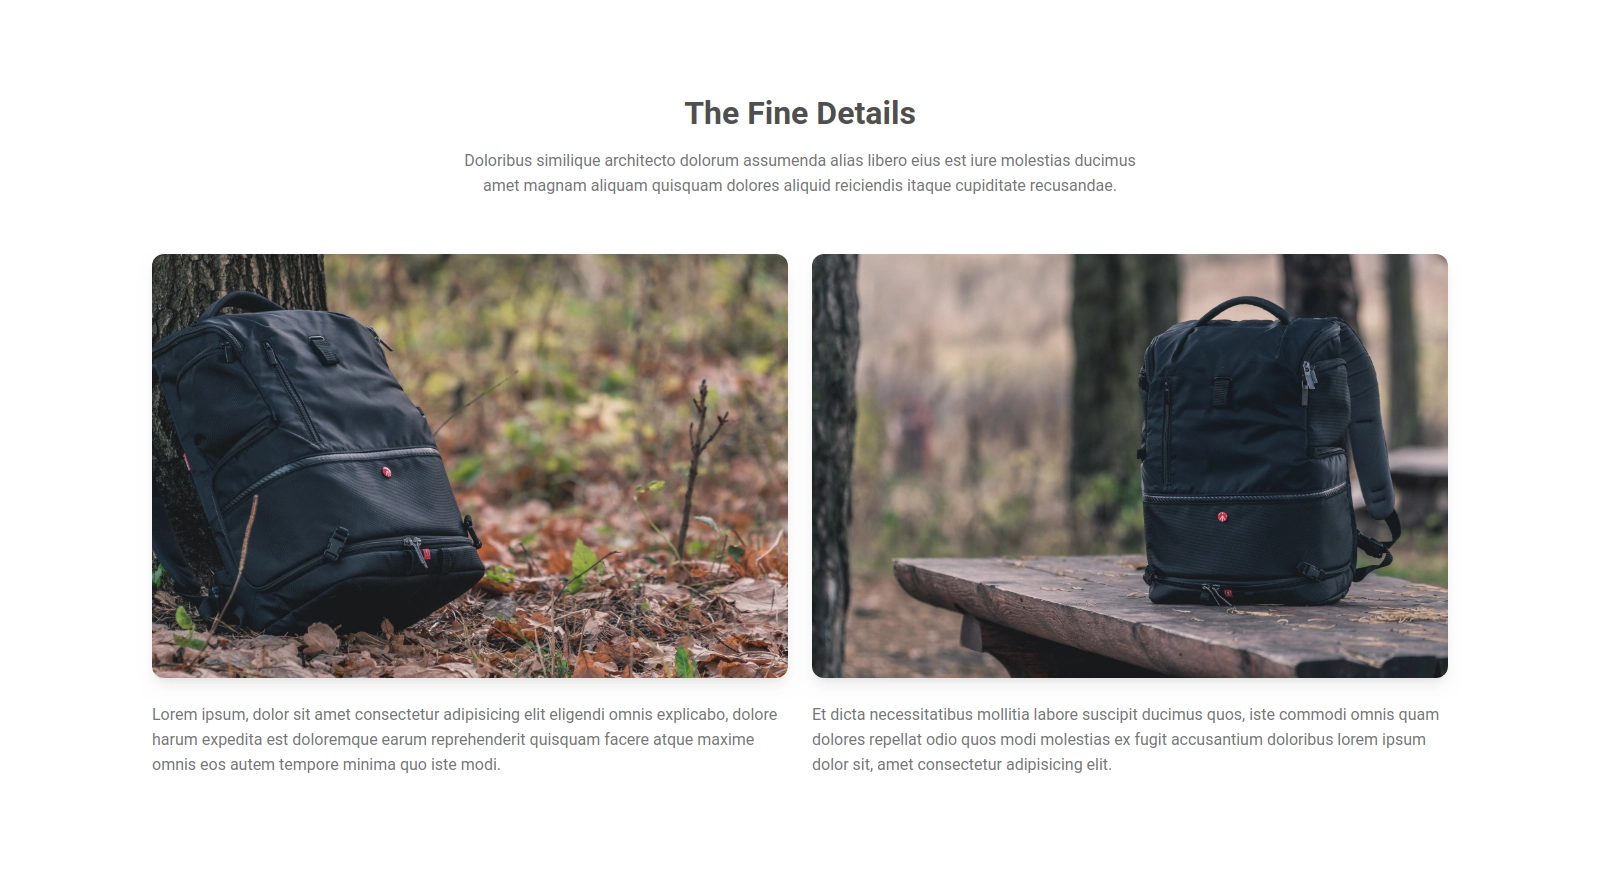 The Fine Details
Doloribus similique architecto dolorum assumenda alias libero eius est iure molestias ducimus
amet magnam aliquam quisquam dolores aliquid reiciendis itaque cupiditate recusandae.
Lorem ipsum, dolor sit amet consectetur adipisicing elit eligendi omnis explicabo, dolore
harum expedita est doloremque earum reprehenderit quisquam facere atque maxime
omnis eos autem tempore minima quo iste modi.
Et dicta necessitatibus mollitia labore suscipit ducimus quos, iste commodi omnis quam
dolores repellat odio quos modi molestias ex fugit accusantium doloribus lorem ipsum
dolor sit, amet consectetur adipisicing elit.